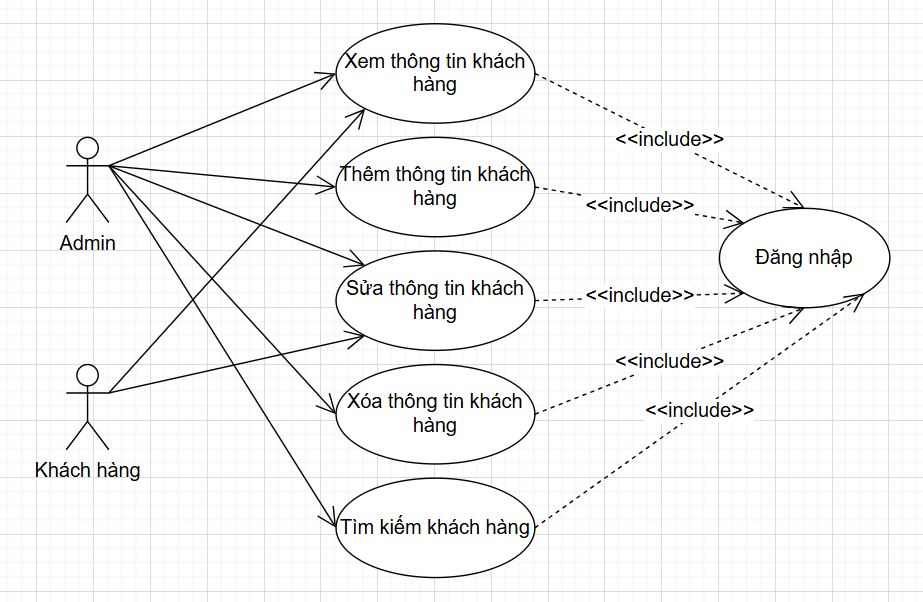 Xem thông tin khách
hàng
<<include>>
Thêm thông tin khách
hàng
<<include>>
Admin
Đăng nhập
Sửa thông tin khách
hàng
<<include>>
<<include>>
Xóa thông tin khách
hàng
<<include>>
Khách hàng
Tìm kiếm khách hàng